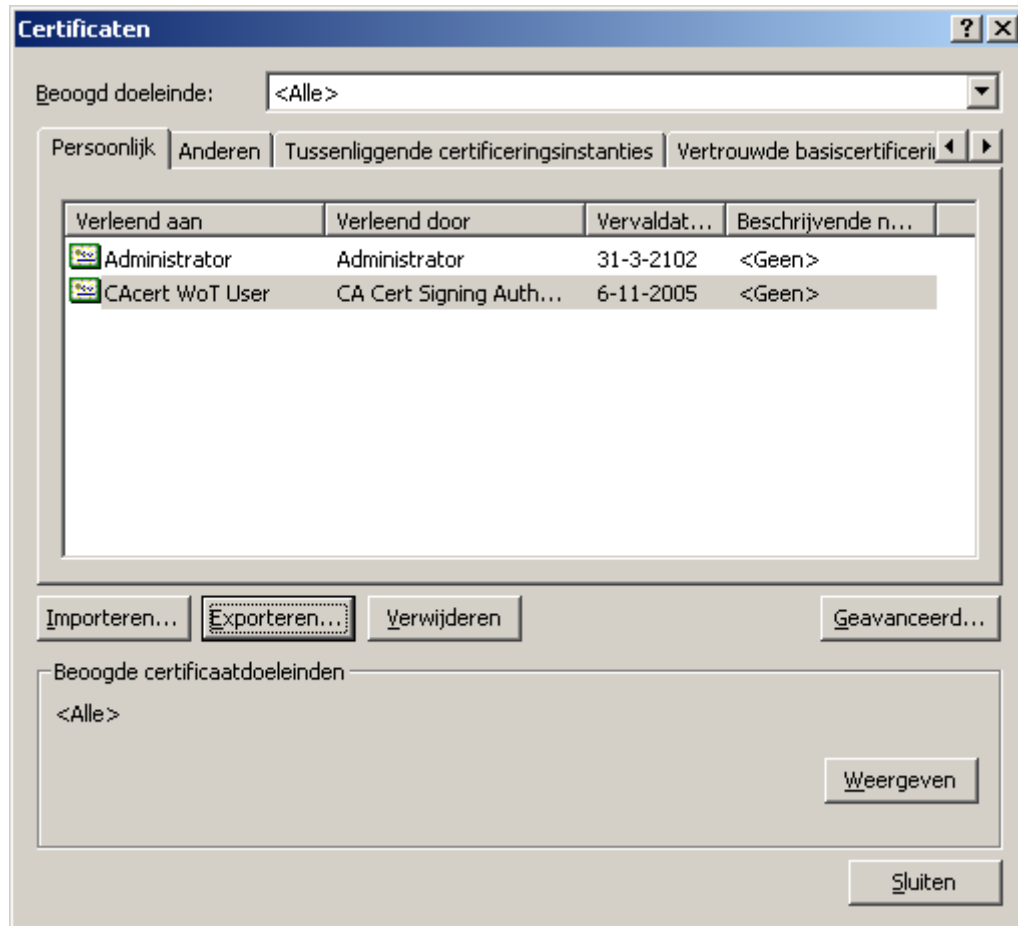 Certificaten
Beoogd doeleinde: <Alle>
Persoonlijk Anderen Tussenliggende certificeringsinstanties Vertrouwde basiscertificerin
Verleend aan Verleend door Vervaldat... Beschrijvende n...
Administrator Administrator 31-3-2102 <Geen>
CAcert WoT User CA Cert Signing Auth... 6-11-2005 <Geen>
Importeren... Exporteren... Verwijderen Geavanceerd...
Beoogde certificaatdoeleinden
<Alle>
Weergeven
Sluiten